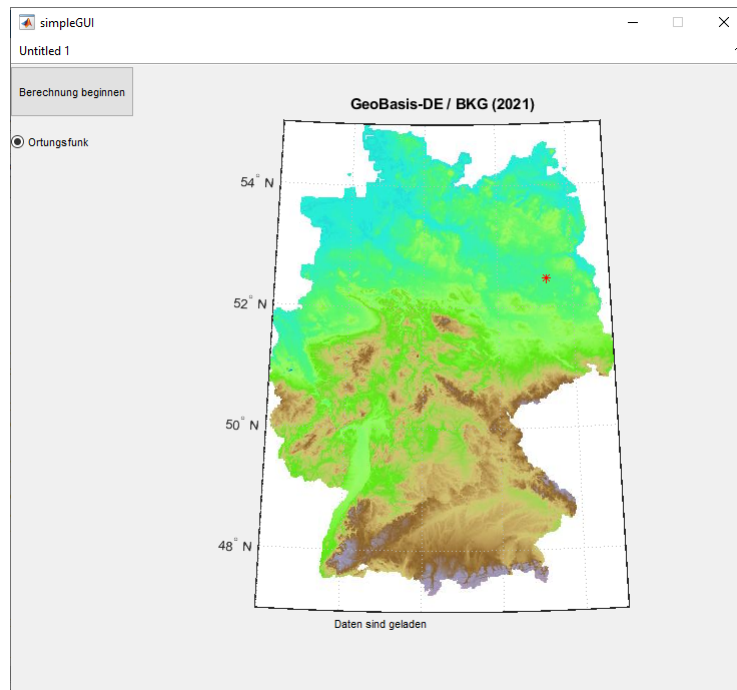 simpleGUI
Untitled 1
Berechnung beginnen
Ortungsfunk
GeoBasis-DE / BKG (2021)
54° N
52° N
50° N
48° N
Daten sind geladen